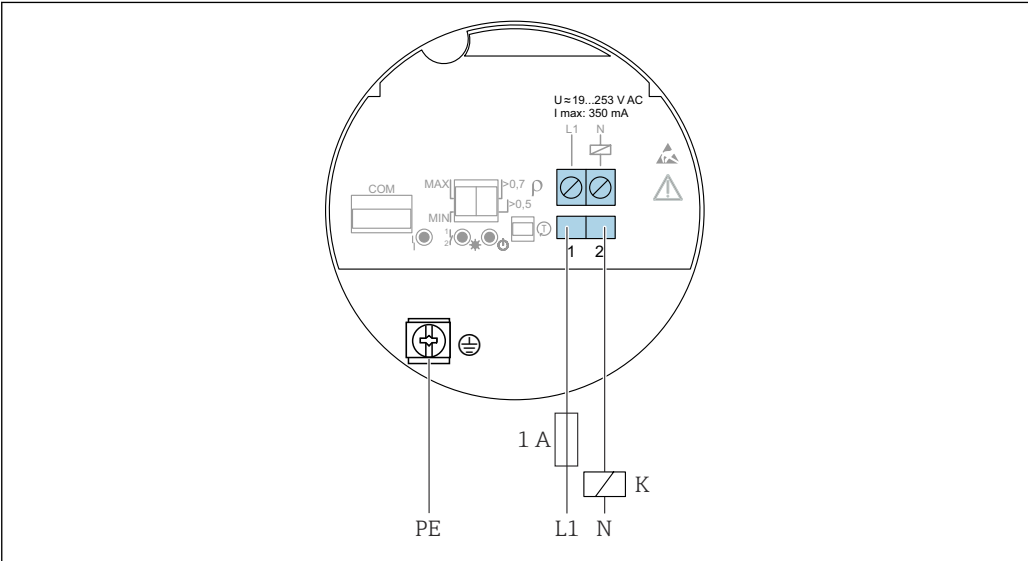 U≈19...253 V AC
I max: 350 mA
L1 N
COM
MAX >0,7 ρ
>0,5
MIN
1
2
1 2
1 A
K
PE L1 N